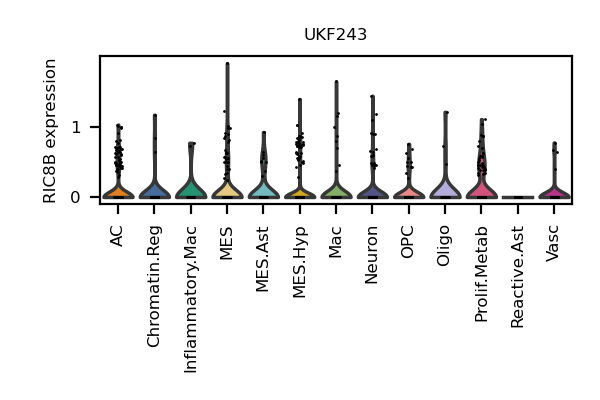 UKF243
RIC8B expression
1
0
AC
Chromatin.Reg
Inflammatory.Mac
MES
MES.Ast
MES.Hyp
Mac
Neuron
OPC
Oligo
Prolif.Metab
Reactive.Ast
Vasc